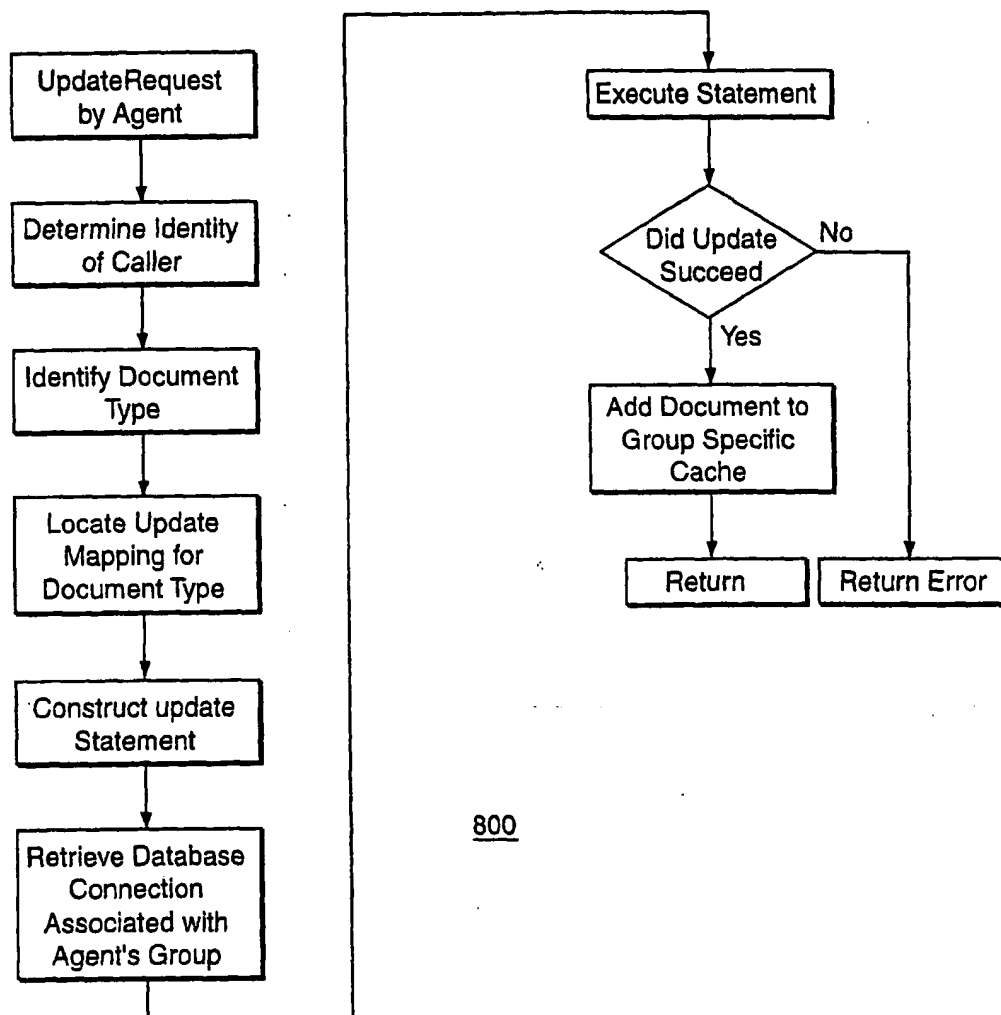 UpdateRequest
by Agent
Determine Identity
of Caller
Identify Document
Type
Locate Update
Mapping for
Document Type
Construct update
Statement
Retrieve Database
Connection
Associated with
Agent's Group
Execute Statement
Did Update
Succeed
No
Yes
Add Document to
Group Specific
Cache
Return
Return Error
800